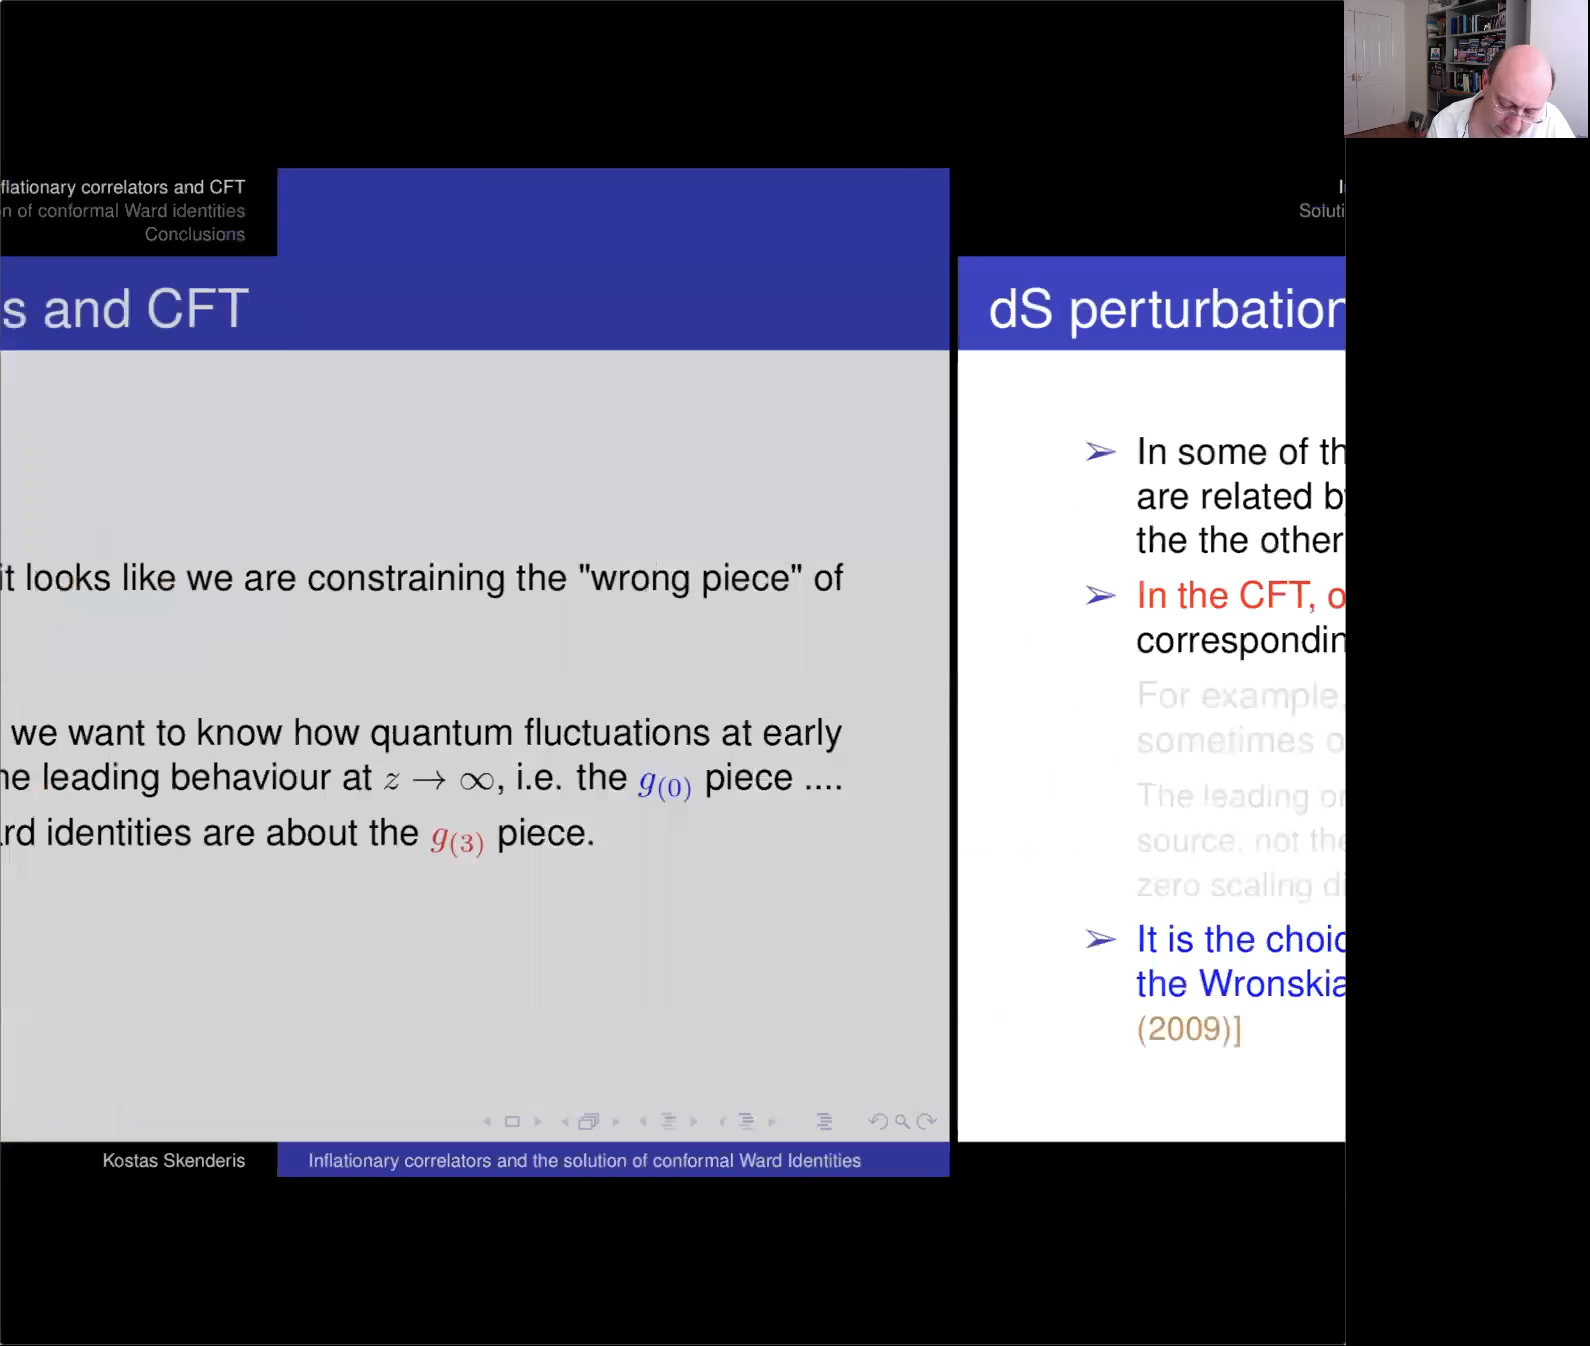 flationary correlators and CFT
n of conformal Ward identities
Conclusions
s and CFT
it looks like we are constraining the "wrong piece" of
we want to know how quantum fluctuations at early
he leading behaviour at z → ∞, i.e. the g(0) piece ....
rd identities are about the g(3) piece.
Kostas Skenderis
Inflationary correlators and the solution of conformal Ward Identities
I
Soluti
dS perturbation
➢ In some of th
are related b
the the other
➢ In the CFT, o
correspondin
For example,
sometimes o
The leading or
source, not the
zero scaling di
➢ It is the choic
the Wronskia
(2009)]